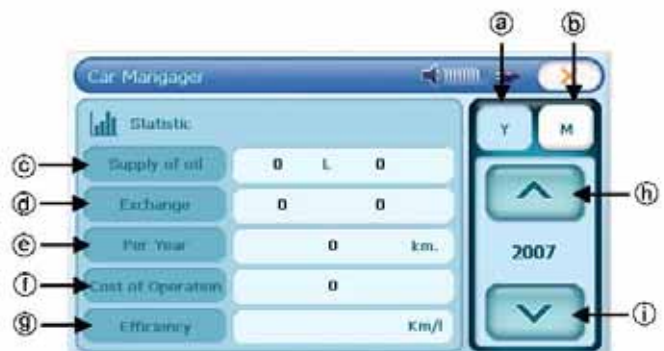 ⓐ ⓑ
Car Mangager
Statistic
Y M
ⓒ Supply of oil 0 L 0
ⓓ Exchange 0 0
ⓗ
ⓔ Per Year 0 km.
2007
ⓕ Cost of Operation 0
ⓖ Efficiency Km/l
ⓘ